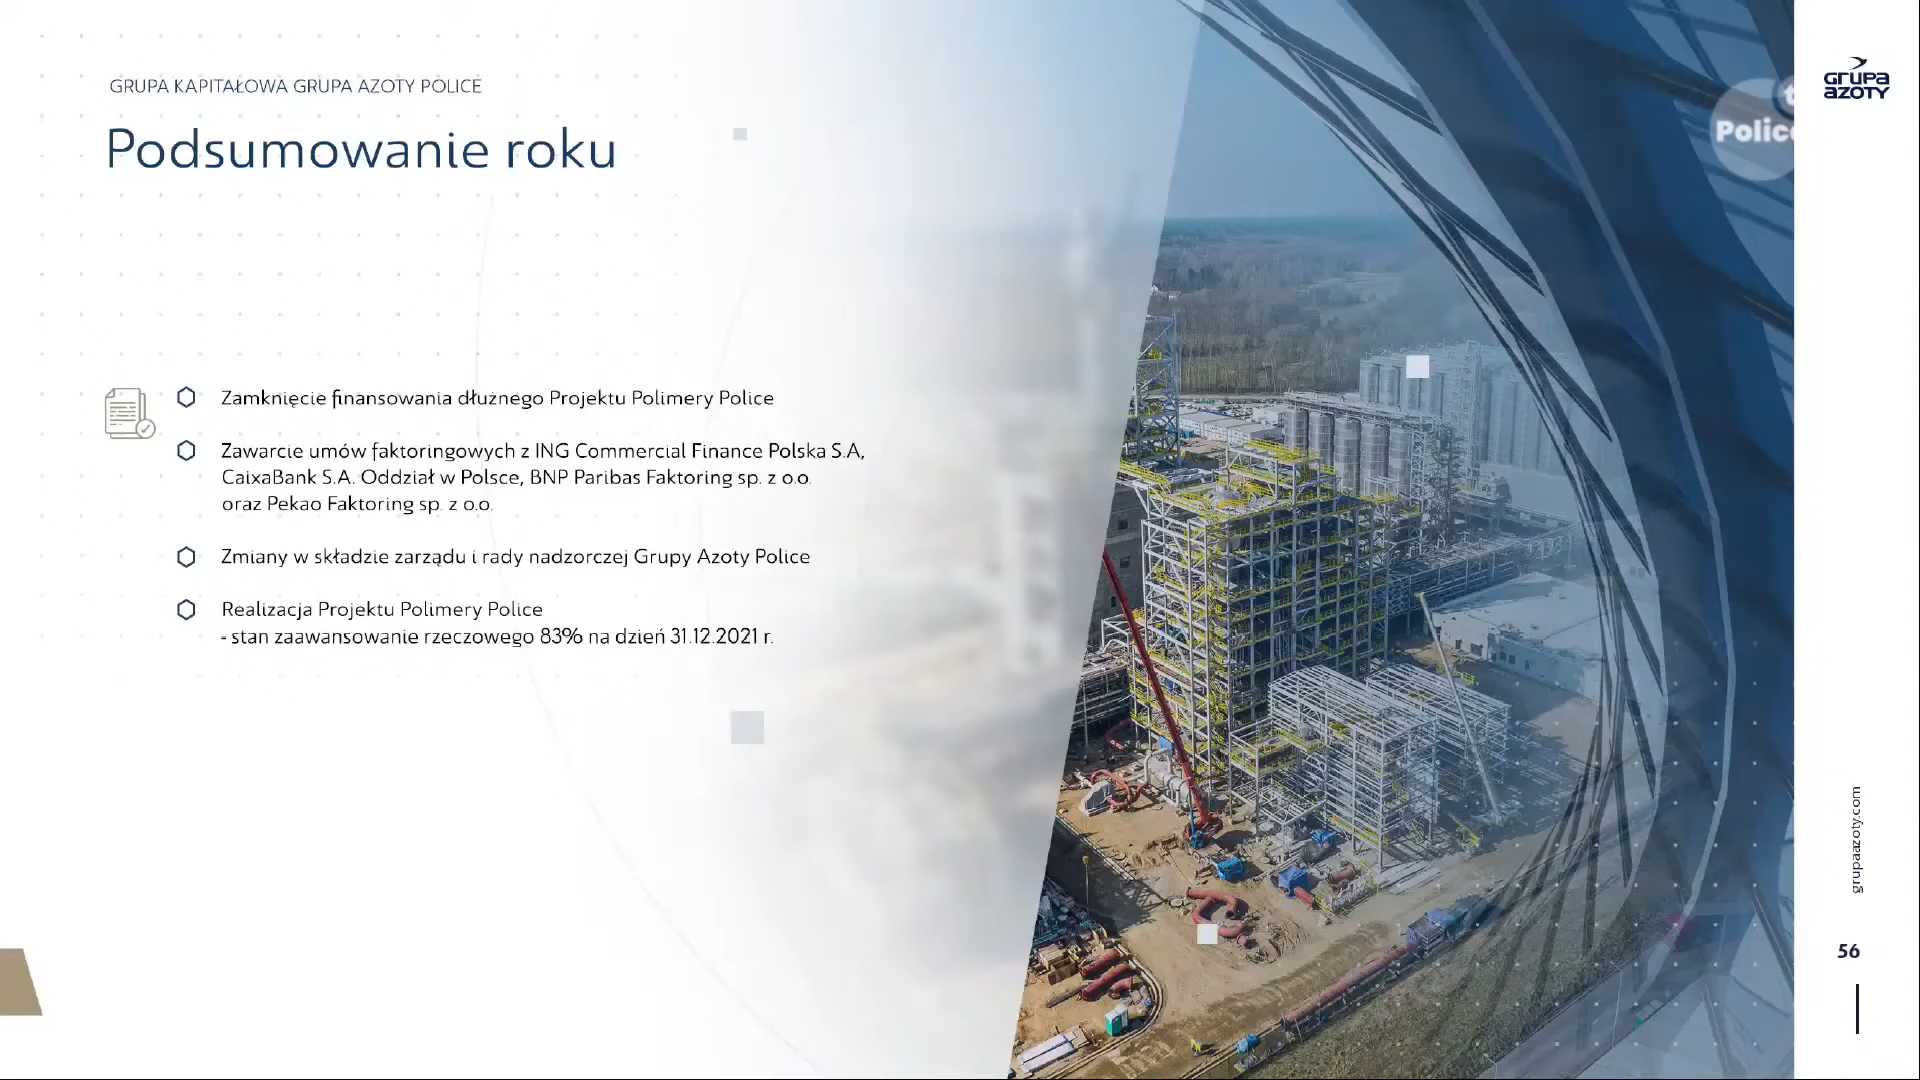 GRUPA KAPITAŁOWA GRUPA AZOTY POLICE
Podsumowanie roku
Zamknięcie finansowania dłużnego Projektu Polimery Police
Zawarcie umów faktoringowych z ING Commercial Finance Polska S.A,
CaixaBank S.A. Oddział w Polsce, BNP Paribas Faktoring sp. z o.o.
oraz Pekao Faktoring sp. z o.o.
Zmiany w składzie zarządu i rady nadzorczej Grupy Azoty Police
Realizacja Projektu Polimery Police
- stan zaawansowanie rzeczowego 83% na dzień 31.12.2021 r.
GRUPA
AZOTY
grupaazoty.com
56